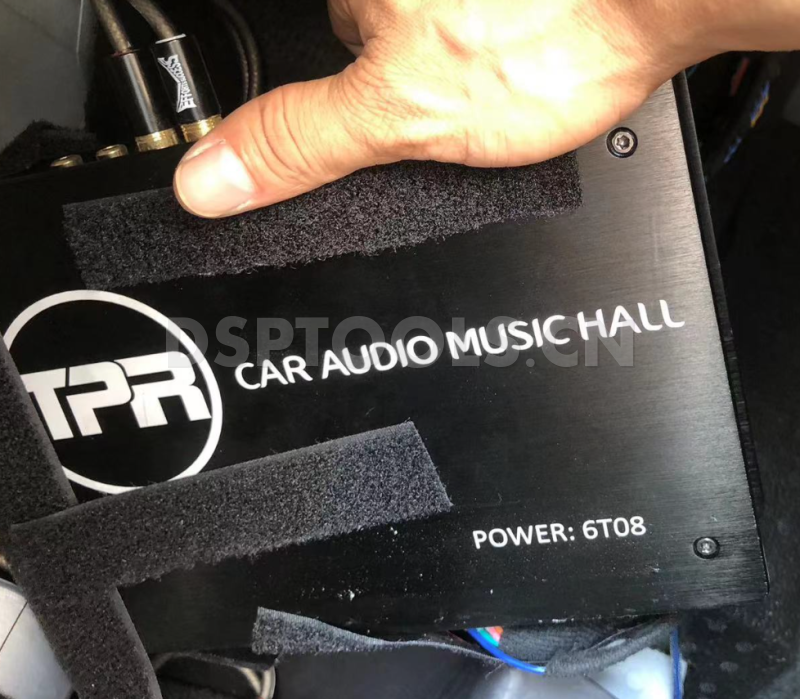 DSPTOOLS.CN
TPR
CAR AUDIO MUSIC HALL
POWER: 6T08